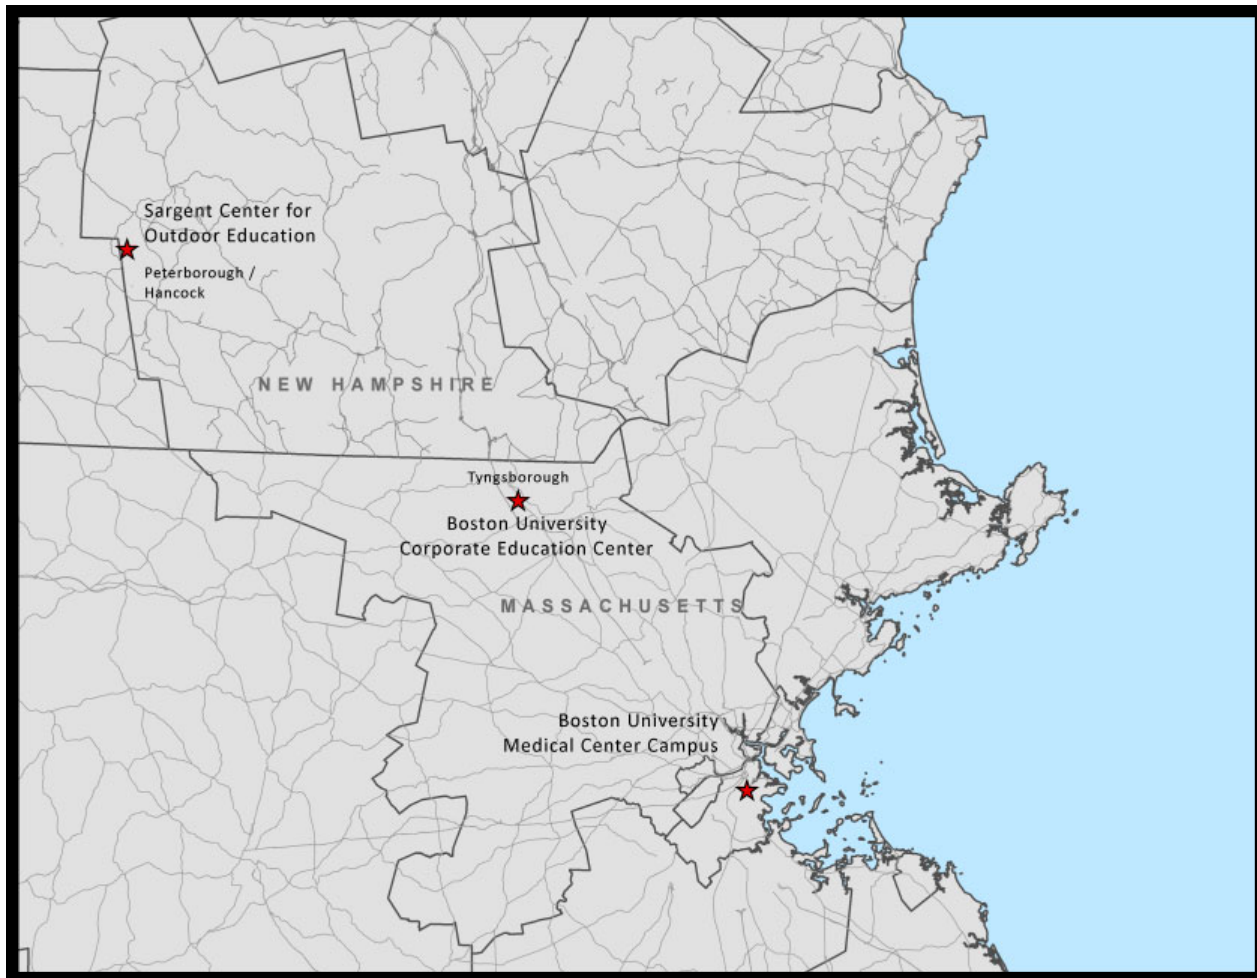 Sargent Center for
Outdoor Education
Peterborough /
Hancock
NEW HAMPSHIRE
Tyngsborough
Boston University
Corporate Education Center
MASSACHUSETTS
Boston University
Medical Center Campus